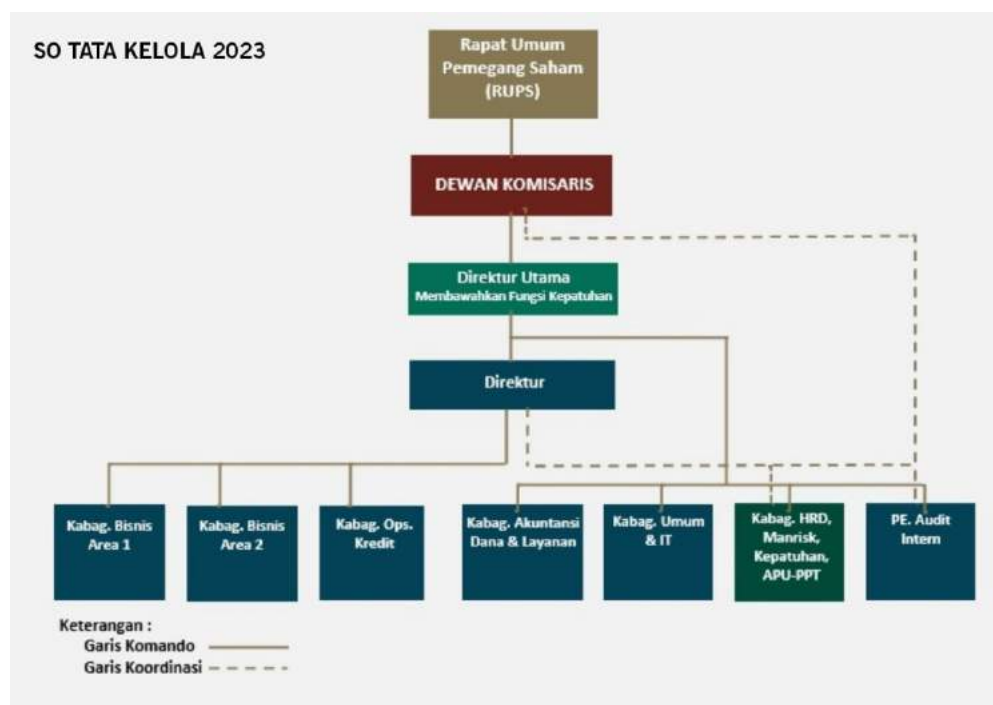 SO TATA KELOLA 2023
Rapat Umum
Pemegang Saham
(RUPS)
DEWAN KOMISARIS
Direktur Utama
Membawahkan Fungsi Kepatuhan
Direktur
Kabag. Bisnis
Area 1
Kabag. Bisnis
Area 2
Kabag. Ops.
Kredit
Kabag. Akuntansi
Dana & Layanan
Kabag. Umum
& IT
Kabag. HRD,
Manrisk,
Kepatuhan,
APU-PPT
PE. Audit
Intern
Keterangan :
Garis Komando
Garis Koordinasi